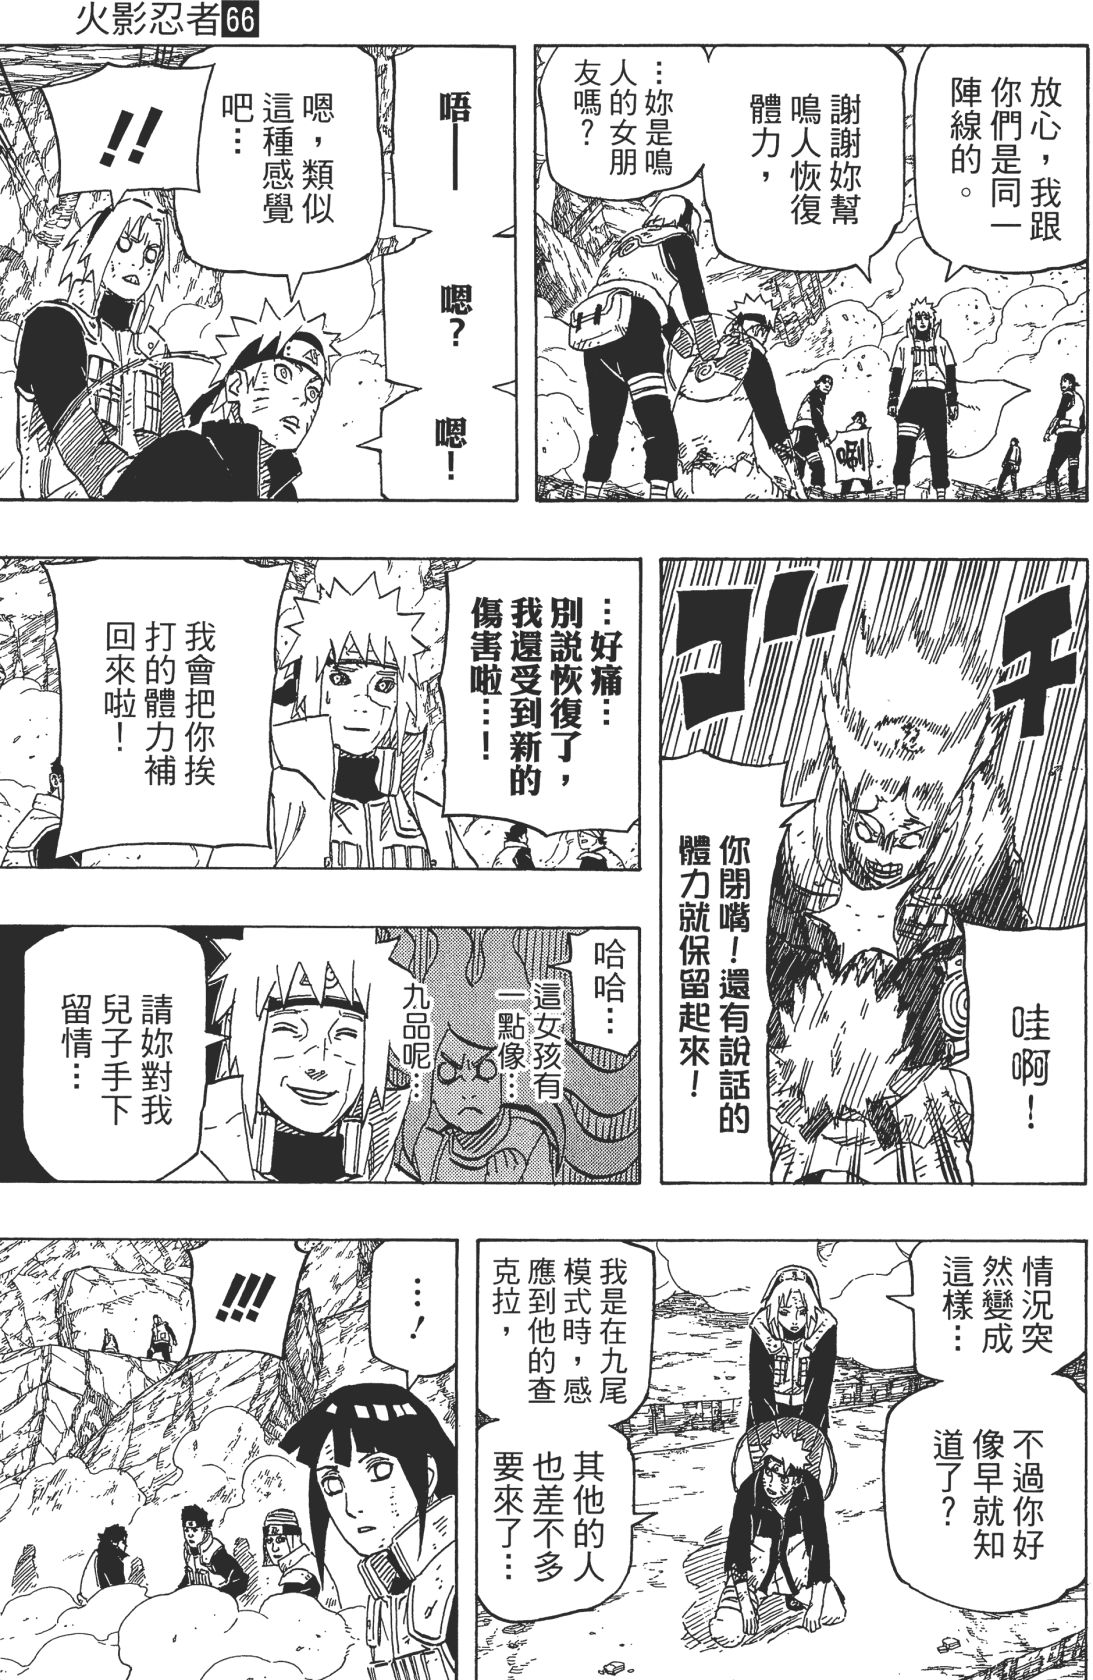 火影忍者66
放心，我跟
你們是同一
陣線的。
謝謝妳幫
鳴人恢復
體力，
…妳是鳴
人的女朋
友嗎？
唰
唔——
嗯？
嗯！
嗯，類似
這種感覺
吧…
!!
ゴチ
哇啊！
你閉嘴！還有說話的
體力就保留起來！
…好痛…
別說恢復了，
我還受到新的
傷害啦…！
我會把你挨
打的體力補
回來啦！
哈哈…
這女孩有
一點像…
九品呢…
請妳對我
兒子手下
留情…
情況突
然變成
這樣…
不過你好
像早就知
道了？
我是在九尾
模式時，感
應到他的查
克拉，
其他的人
也差不多
要來了…
…！
!!!